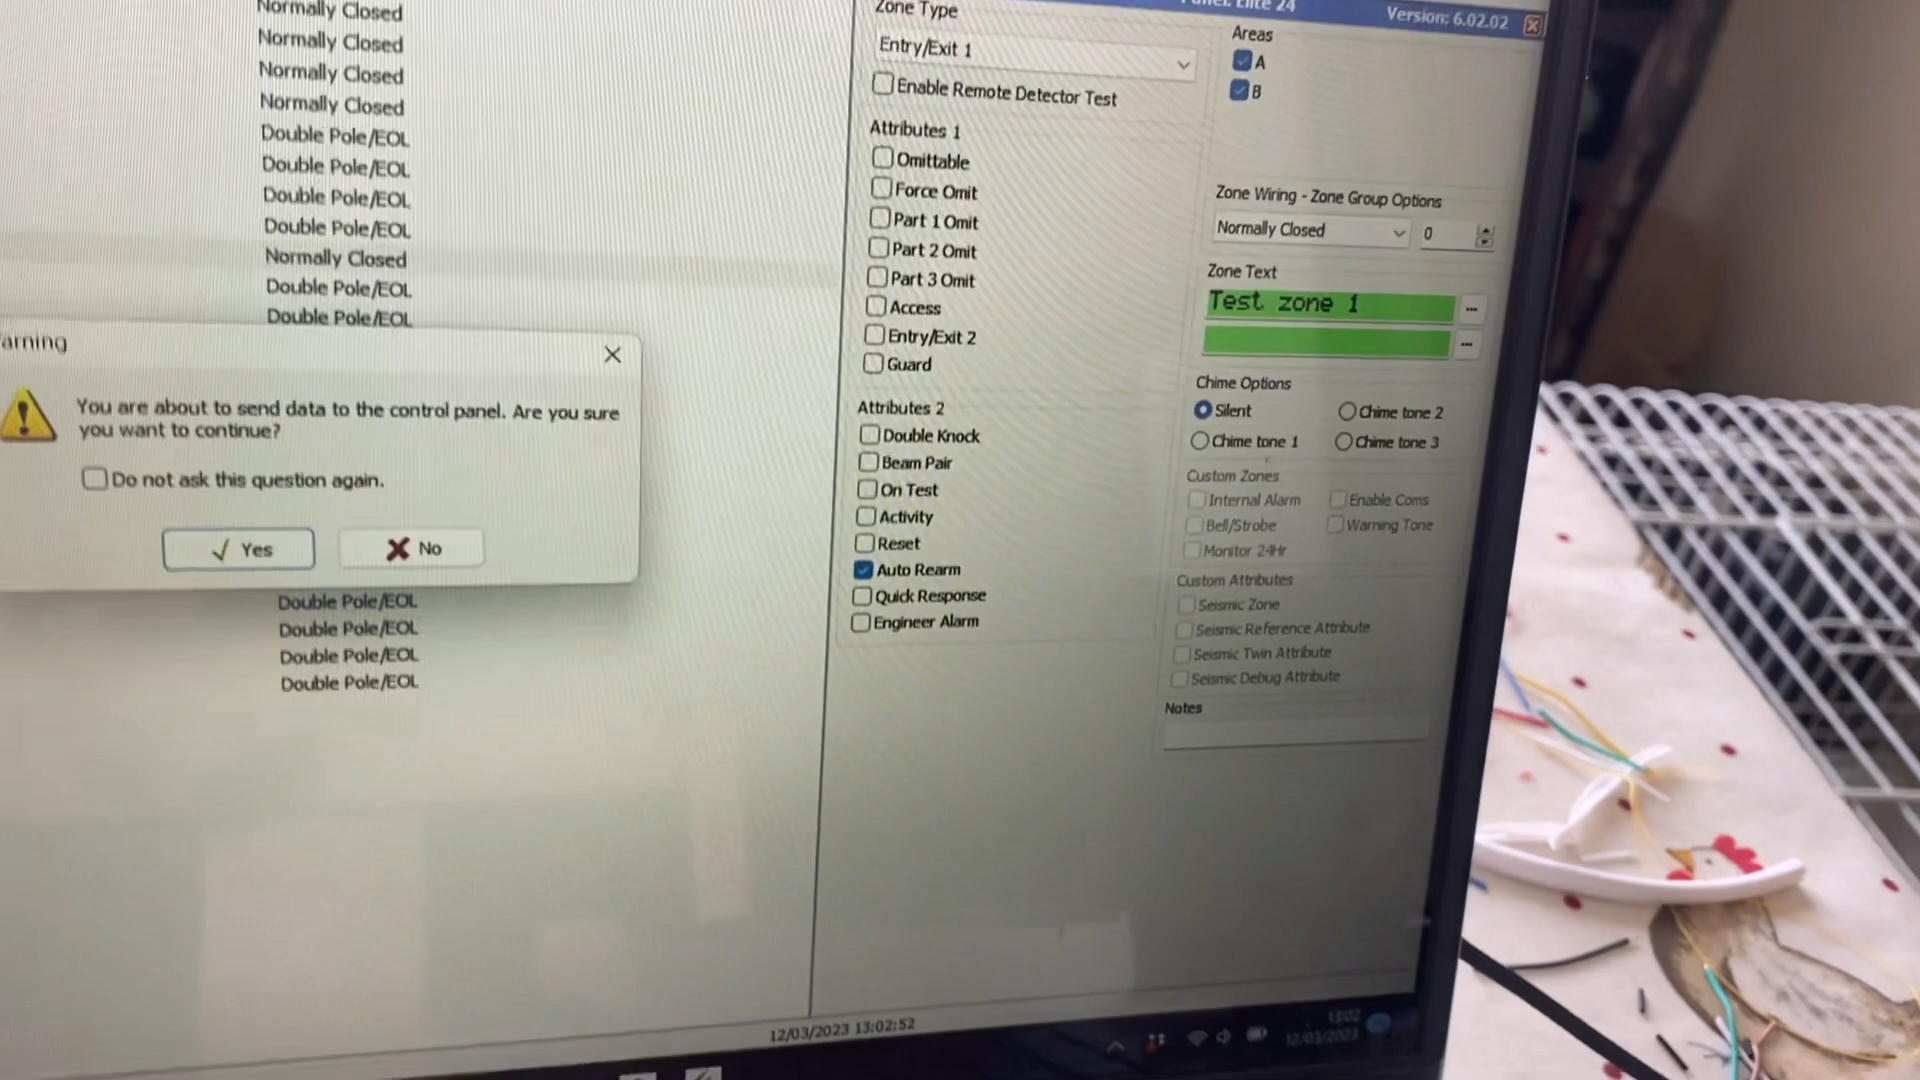 Normally Closed
Normally Closed
Normally Closed
Normally Closed
Double Pole/EOL
Double Pole/EOL
Double Pole/EOL
Double Pole/EOL
Normally Closed
Double Pole/EOL
Double Pole/EOL
arning
You are about to send data to the control panel. Are you sure
you want to continue?
Do not ask this question again.
Yes
No
Double Pole/EOL
Double Pole/EOL
Double Pole/EOL
Double Pole/EOL
Elite 24
Version: 6.02.02
Zone Type
Entry/Exit 1
Enable Remote Detector Test
Attributes 1
Omittable
Force Omit
Part 1 Omit
Part 2 Omit
Part 3 Omit
Access
Entry/Exit 2
Guard
Attributes 2
Double Knock
Beam Pair
On Test
Activity
Reset
Auto Rearm
Quick Response
Engineer Alarm
Areas
A
B
Zone Wiring - Zone Group Options
Normally Closed
0
Zone Text
Test zone 1
...
...
Chime Options
Silent
Chime tone 2
Chime tone 1
Chime tone 3
Custom Zones
Internal Alarm
Enable Coms
Bell/Strobe
Warning Tone
Monitor 24Hr
Custom Attributes
Seismic Zone
Seismic Reference Attribute
Seismic Twin Attribute
Seismic Debug Attribute
Notes
12/03/2023 13:02:52
13:02
12/03/2023